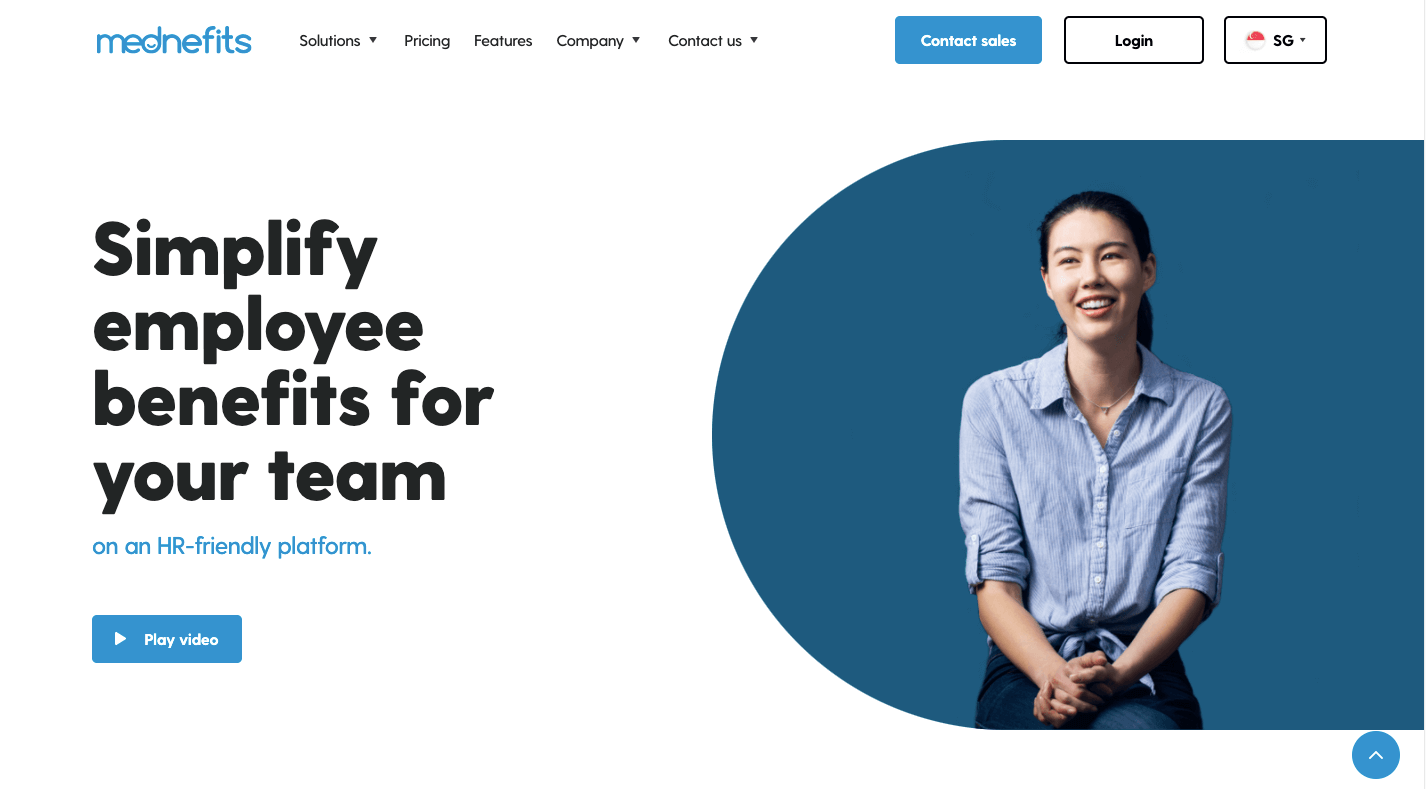 mednefits
Solutions
Pricing
Features
Company
Contact us
Contact sales
Login
SG
Simplify
employee
benefits for
your team
on an HR-friendly platform.
Play video